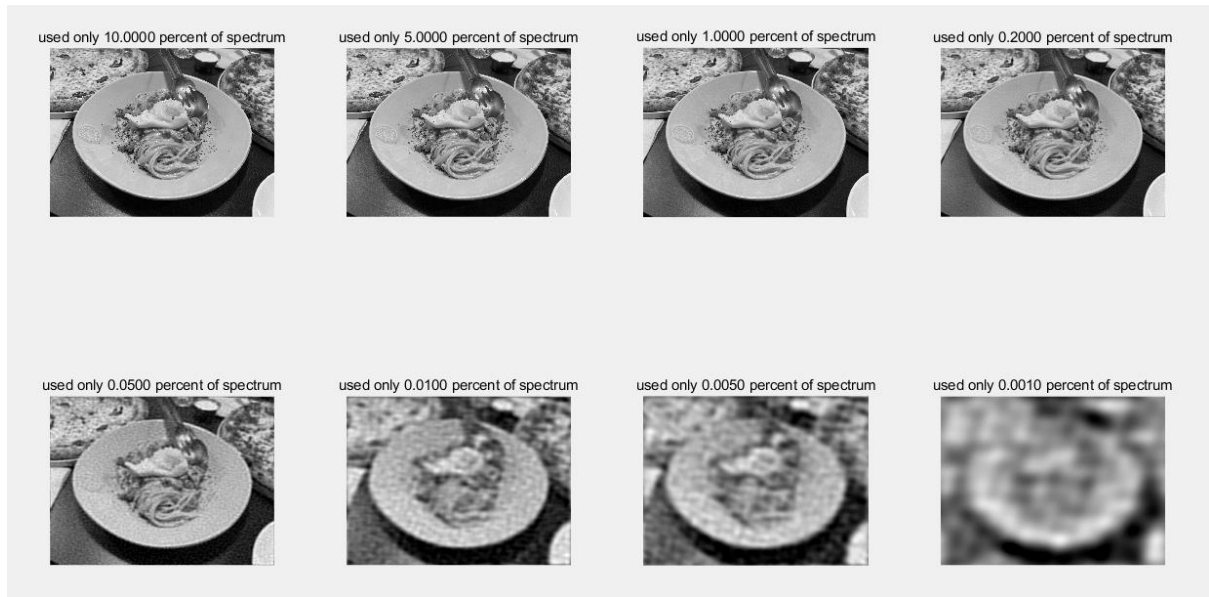 used only 10.0000 percent of spectrum
used only 5.0000 percent of spectrum
used only 1.0000 percent of spectrum
used only 0.2000 percent of spectrum
used only 0.0500 percent of spectrum
used only 0.0100 percent of spectrum
used only 0.0050 percent of spectrum
used only 0.0010 percent of spectrum